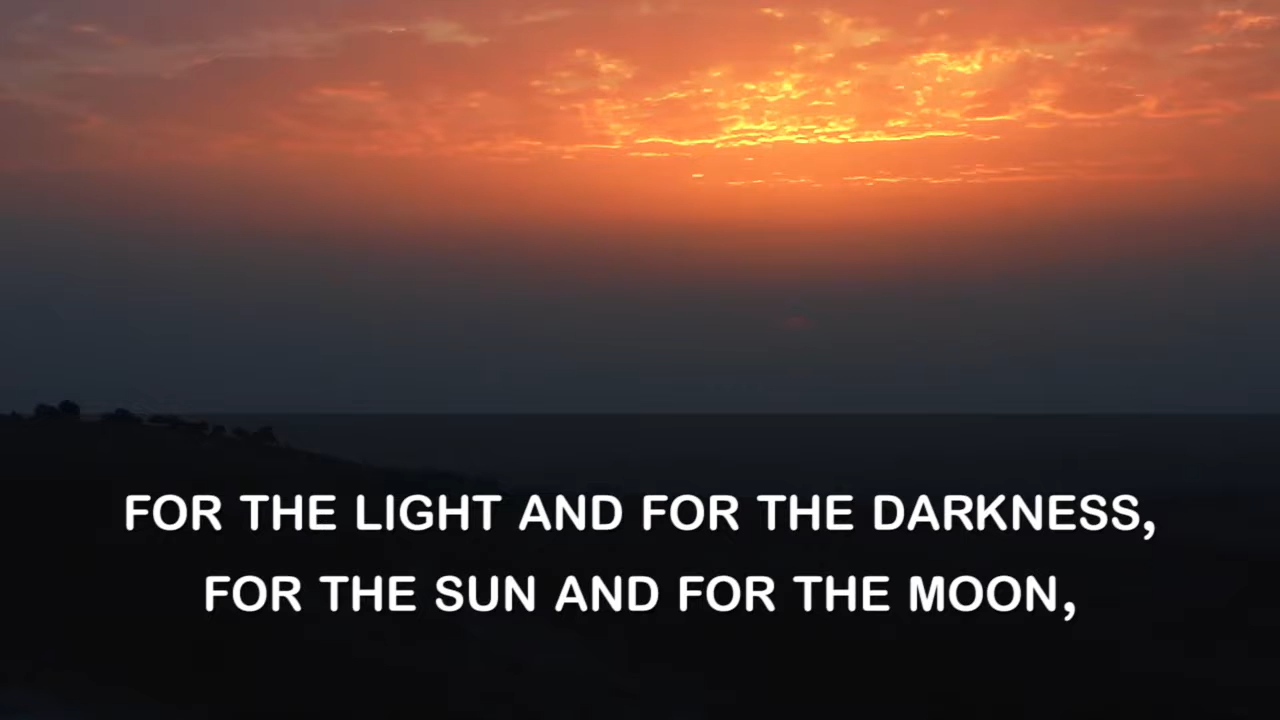 FOR THE LIGHT AND FOR THE DARKNESS,
FOR THE SUN AND FOR THE MOON,